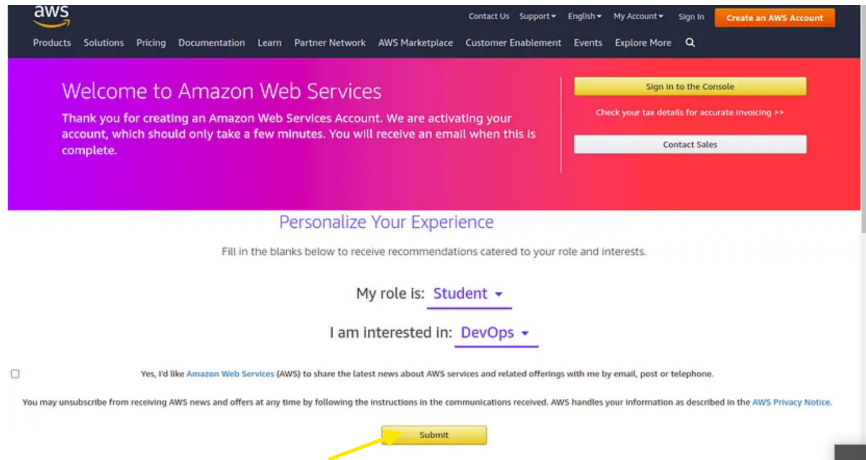 aws
Contact Us Support English My Account Sign In Create an AWS Account
Products Solutions Pricing Documentation Learn Partner Network AWS Marketplace Customer Enablement Events Explore More
Welcome to Amazon Web Services
Thank you for creating an Amazon Web Services Account. We are activating your
account, which should only take a few minutes. You will receive an email when this is
complete.
Sign in to the Console
Check your tax details for accurate invoicing >>
Contact Sales
Personalize Your Experience
Fill in the blanks below to receive recommendations catered to your role and interests.
My role is: Student
I am interested in: DevOps
Yes, I'd like Amazon Web Services (AWS) to share the latest news about AWS services and related offerings with me by email, post or telephone.
You may unsubscribe from receiving AWS news and offers at any time by following the instructions in the communications received. AWS handles your information as described in the AWS Privacy Notice.
Submit